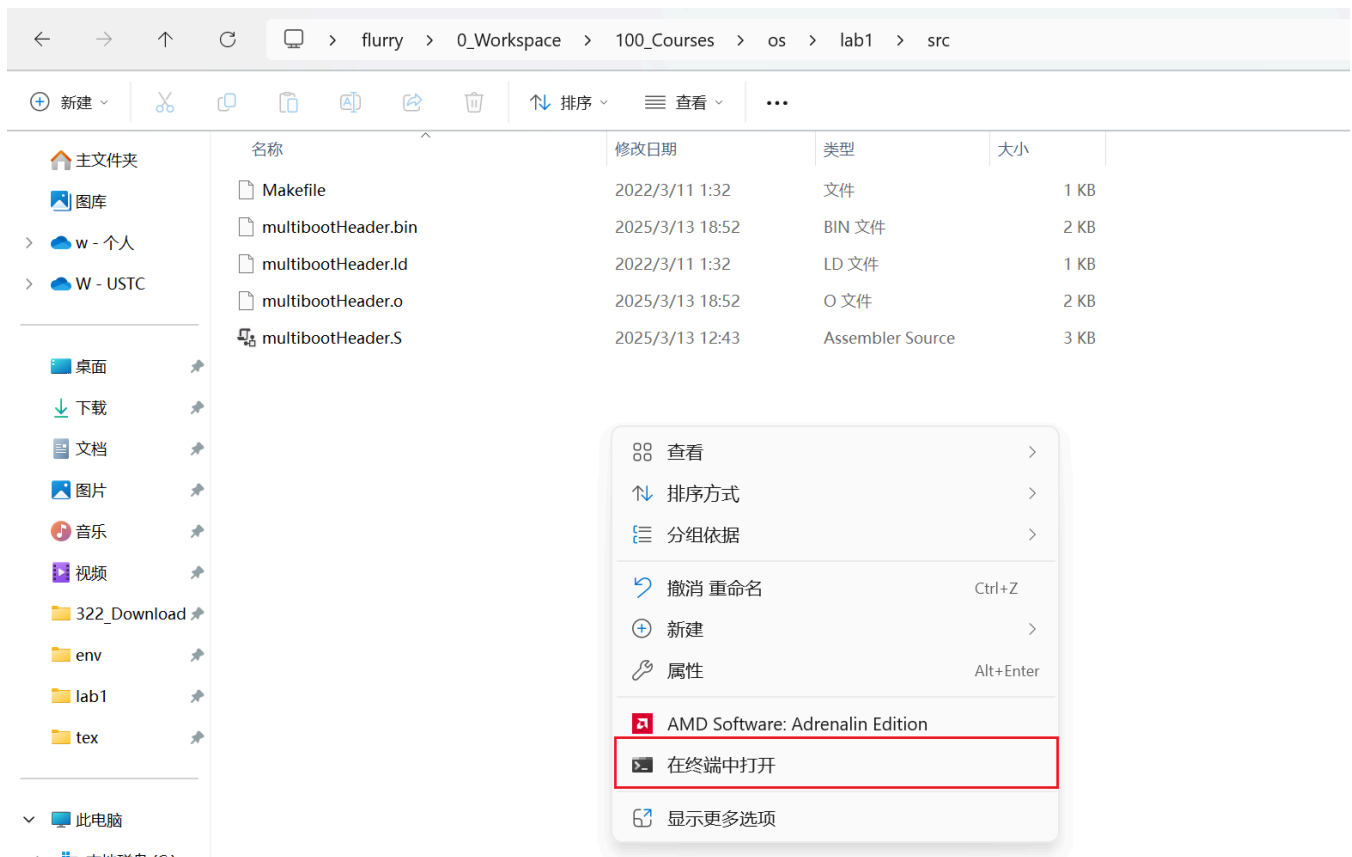 flurry > 0_Workspace > 100_Courses > os > lab1 > src
新建 排序 查看 •••
名称 修改日期 类型 大小
Makefile 2022/3/11 1:32 文件 1 KB
multibootHeader.bin 2025/3/13 18:52 BIN 文件 2 KB
multibootHeader.ld 2022/3/11 1:32 LD 文件 1 KB
multibootHeader.o 2025/3/13 18:52 O 文件 2 KB
multibootHeader.S 2025/3/13 12:43 Assembler Source 3 KB
主文件夹
图库
w - 个人
W - USTC
桌面
下载
文档
图片
音乐
视频
322_Download
env
lab1
tex
此电脑
查看
排序方式
分组依据
撤消 重命名 Ctrl+Z
新建
属性 Alt+Enter
AMD Software: Adrenalin Edition
在终端中打开
显示更多选项